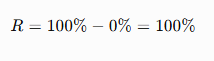 R = 100% − 0% = 100%